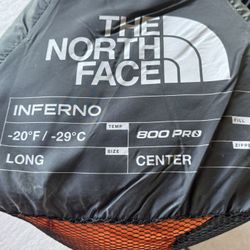 THE
NORTH
FACE
INFERNO
-20°F / -29°C TEMP 800 PRO FILL
LONG SIZE CENTER ZIPPER